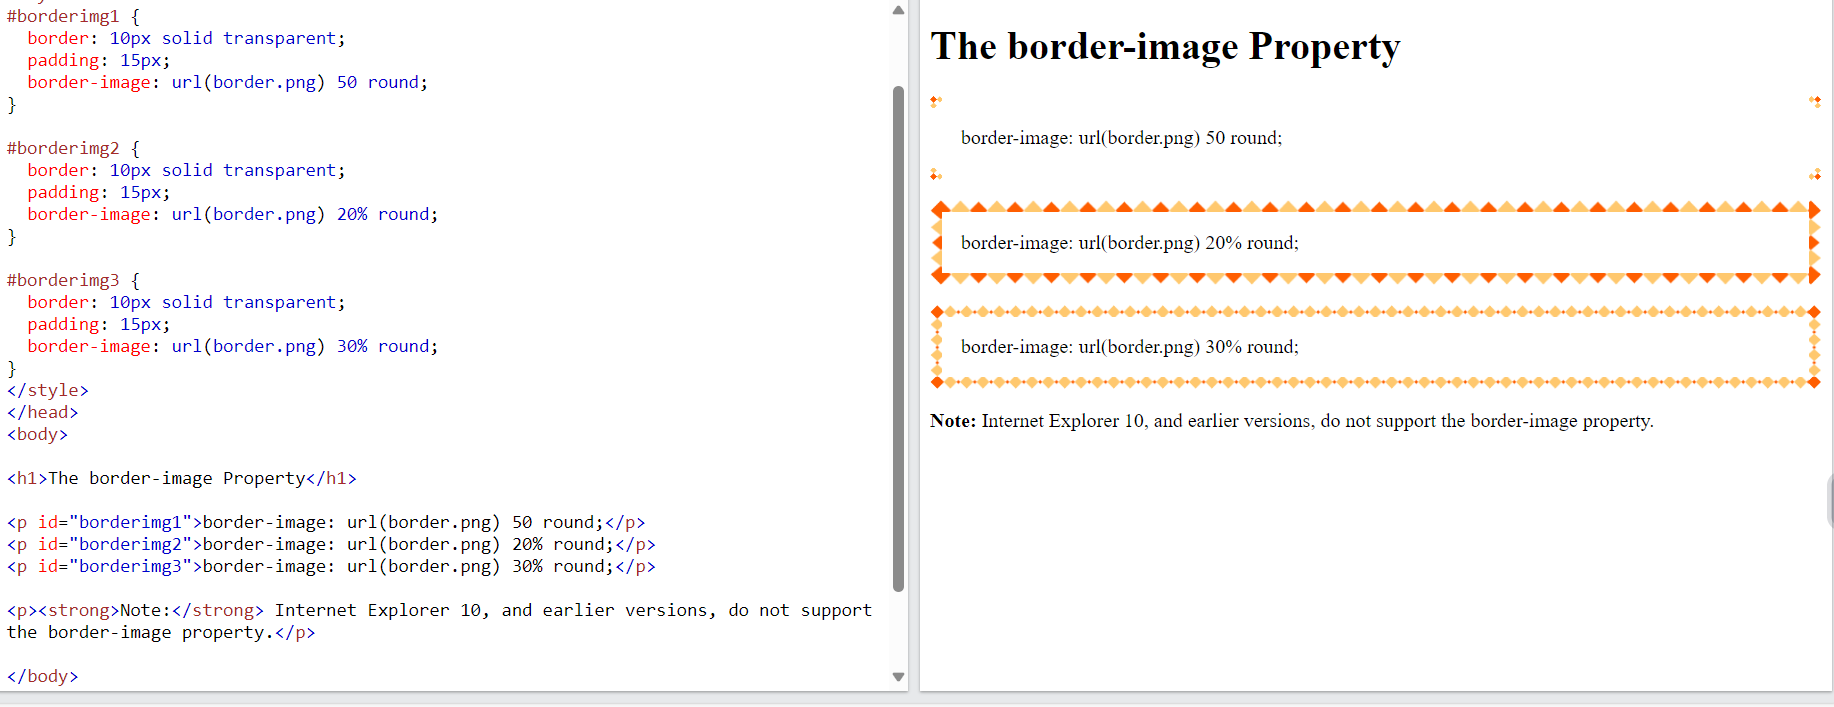 #borderimg1 {
  border: 10px solid transparent;
  padding: 15px;
  border-image: url(border.png) 50 round;
}

#borderimg2 {
  border: 10px solid transparent;
  padding: 15px;
  border-image: url(border.png) 20% round;
}

#borderimg3 {
  border: 10px solid transparent;
  padding: 15px;
  border-image: url(border.png) 30% round;
}
</style>
</head>
<body>

<h1>The border-image Property</h1>

<p id="borderimg1">border-image: url(border.png) 50 round;</p>
<p id="borderimg2">border-image: url(border.png) 20% round;</p>
<p id="borderimg3">border-image: url(border.png) 30% round;</p>

<p><strong>Note:</strong> Internet Explorer 10, and earlier versions, do not support
the border-image property.</p>

</body>

The border-image Property
border-image: url(border.png) 50 round;
border-image: url(border.png) 20% round;
border-image: url(border.png) 30% round;
Note: Internet Explorer 10, and earlier versions, do not support the border-image property.